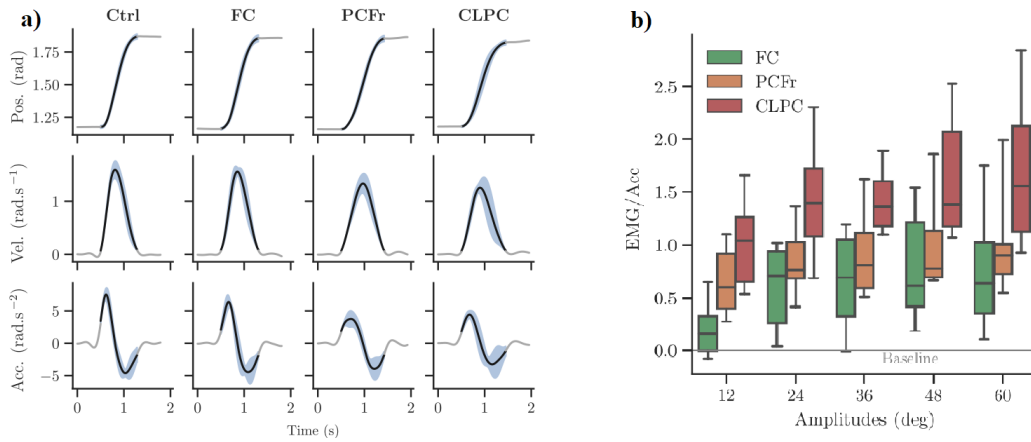 a)
Ctrl FC PCFr CLPC
Pos. (rad)
1.75
1.50
1.25
Vel. (rad.s⁻¹)
1
0
Acc. (rad.s⁻²)
5
0
−5
0 1 2 0 1 2 0 1 2 0 1 2
Time (s)
b)
FC
PCFr
CLPC
EMG/Acc
2.5
2.0
1.5
1.0
0.5
0.0
Baseline
12 24 36 48 60
Amplitudes (deg)